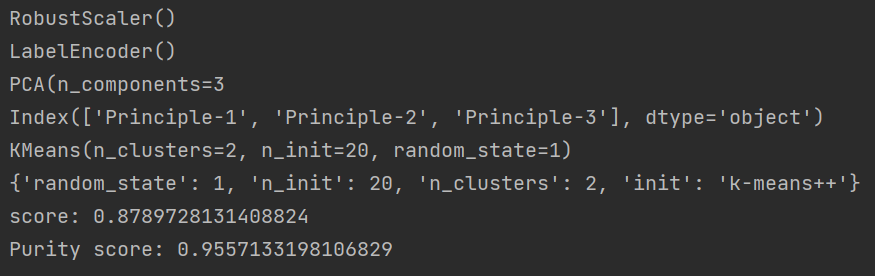 RobustScaler()
LabelEncoder()
PCA(n_components=3
Index(['Principle-1', 'Principle-2', 'Principle-3'], dtype='object')
KMeans(n_clusters=2, n_init=20, random_state=1)
{'random_state': 1, 'n_init': 20, 'n_clusters': 2, 'init': 'k-means++'}
score: 0.8789728131408824
Purity score: 0.9557133198106829